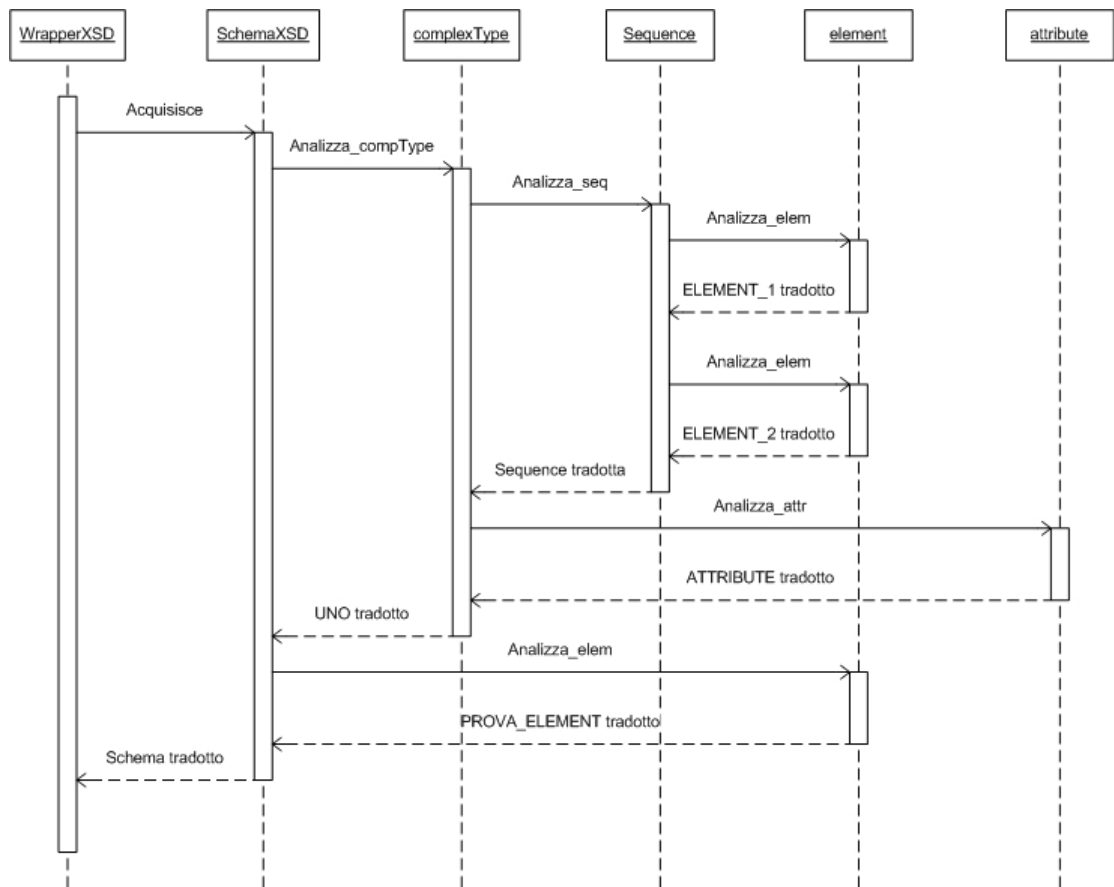 WrapperXSD
SchemaXSD
complexType
Sequence
element
attribute
Acquisisce
Analizza_compType
Analizza_seq
Analizza_elem
ELEMENT_1 tradotto
Analizza_elem
ELEMENT_2 tradotto
Sequence tradotta
Analizza_attr
ATTRIBUTE tradotto
UNO tradotto
Analizza_elem
PROVA_ELEMENT tradotto
Schema tradotto